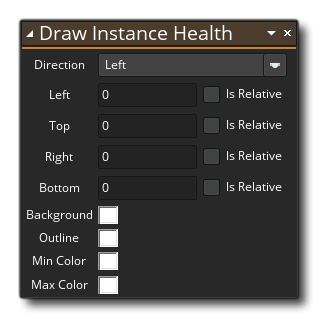 Draw Instance Health
Direction Left
Left 0 Is Relative
Top 0 Is Relative
Right 0 Is Relative
Bottom 0 Is Relative
Background
Outline
Min Color
Max Color